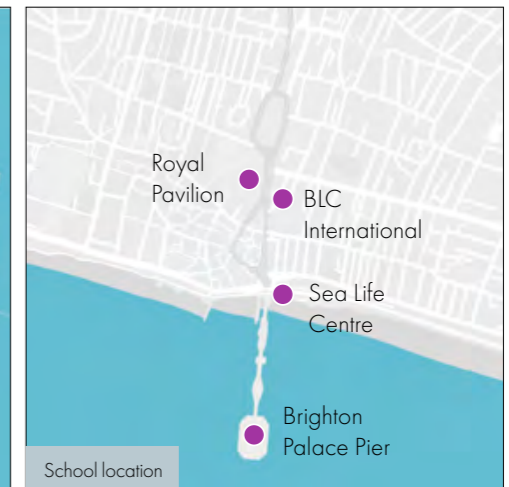 Royal
Pavilion
BLC
International
Sea Life
Centre
Brighton
Palace Pier
School location